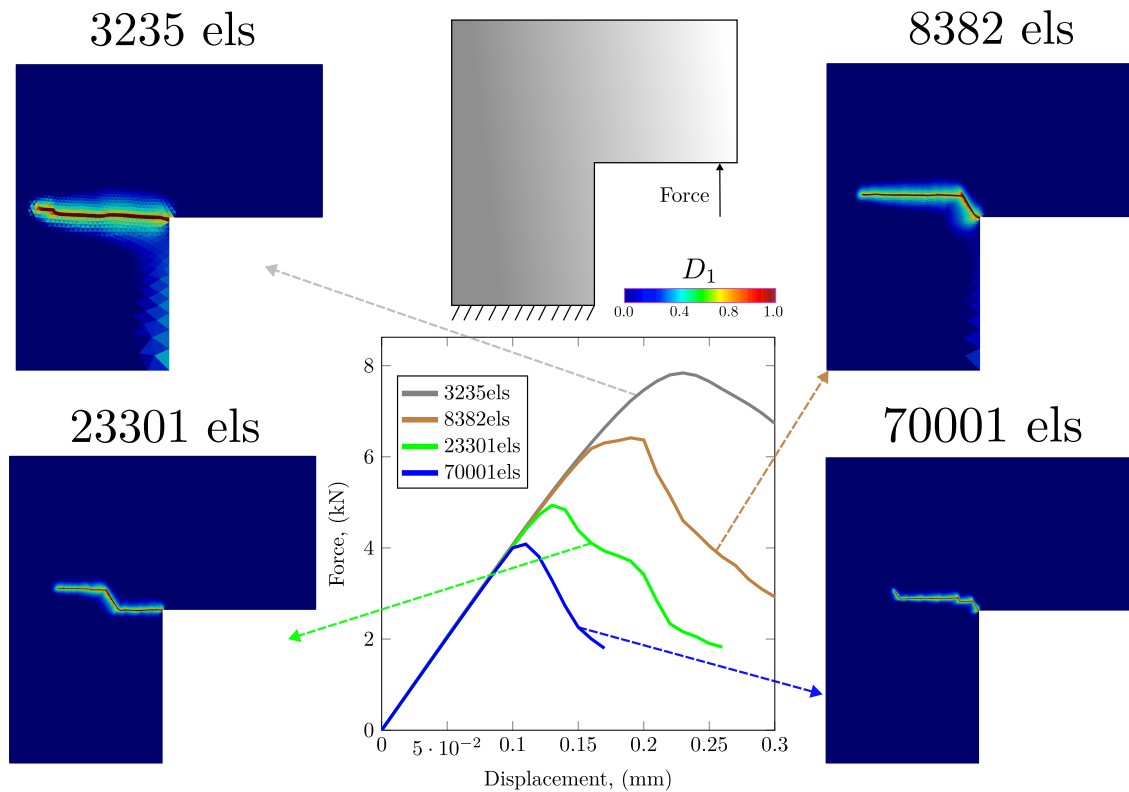 3235 els
8382 els
Force
D₁
0.0 0.4 0.8 1.0
23301 els
70001 els
3235els
8382els
23301els
70001els
Force, (kN)
8
6
4
2
0
0 5 · 10⁻² 0.1 0.15 0.2 0.25 0.3
Displacement, (mm)